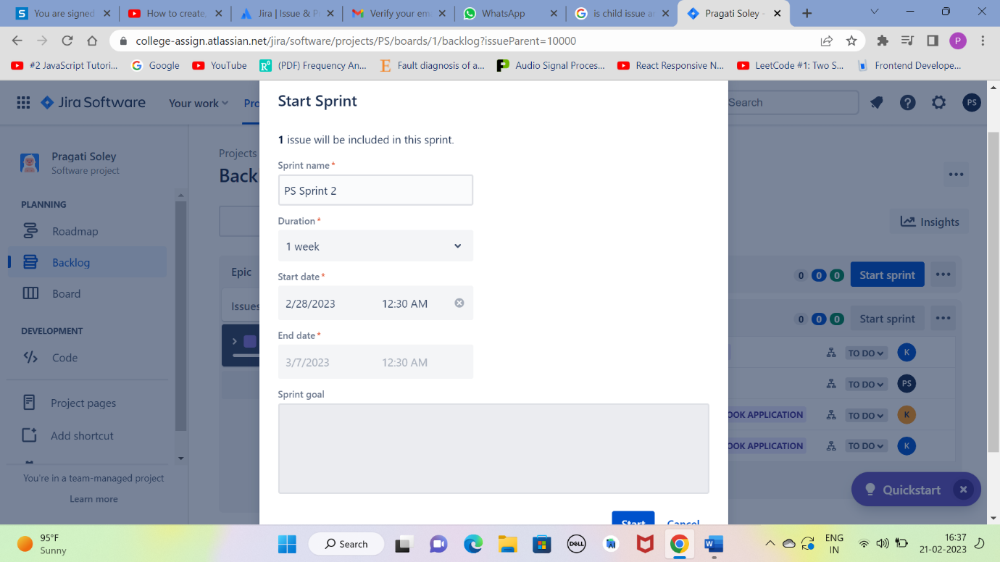 You are signed
How to create,
Jira | Issue & P
Verify your em
WhatsApp
is child issue ar
Pragati Soley -
college-assign.atlassian.net/jira/software/projects/PS/boards/1/backlog?issueParent=10000
P
#2 JavaScript Tutori...
Google
YouTube
(PDF) Frequency An...
Fault diagnosis of a...
Audio Signal Proces...
React Responsive N...
LeetCode #1: Two S...
Frontend Develope...
Jira Software
Your work
Pro
Search
PS
Start Sprint
1 issue will be included in this sprint.
Sprint name*
PS Sprint 2
Duration*
1 week
Start date*
2/28/2023 12:30 AM
End date*
3/7/2023 12:30 AM
Sprint goal
Start Cancel
Pragati Soley
Software project
PLANNING
Roadmap
Backlog
Board
DEVELOPMENT
Code
Project pages
Add shortcut
You're in a team-managed project
Learn more
Projects
Back
Epic
Issues
Insights
0 0 0 Start sprint
0 0 0 Start sprint
TO DO K
TO DO PS
OOK APPLICATION TO DO K
OOK APPLICATION TO DO K
Quickstart
95°F
Sunny
Search
DELL
ENG
IN
16:37
21-02-2023